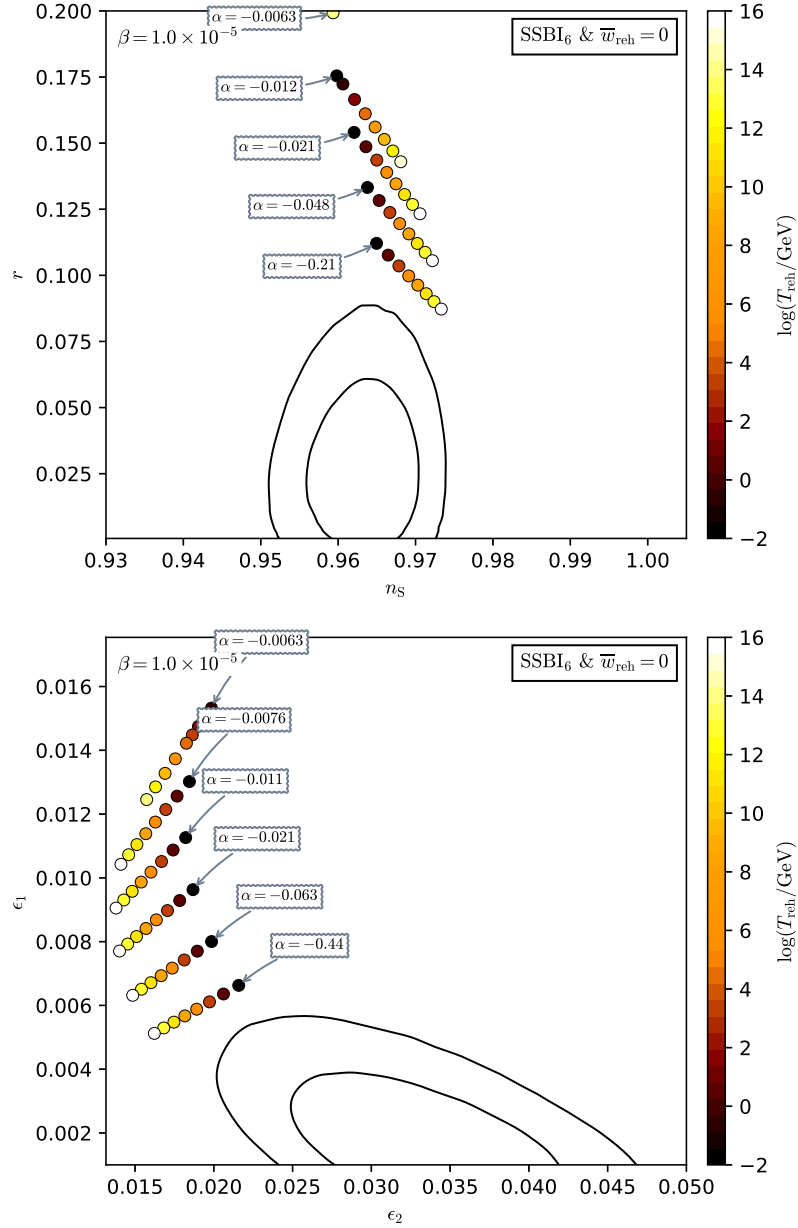 α = −0.0063
β = 1.0 × 10⁻⁵
SSBI₆ & w̅_reh = 0
α = −0.012
α = −0.021
α = −0.048
α = −0.21
0.200
0.175
0.150
0.125
0.100
0.075
0.050
0.025
r
0.93 0.94 0.95 0.96 0.97 0.98 0.99 1.00
n_S
16
14
12
10
8
6
4
2
0
−2
log(T_reh/GeV)
α = −0.0063
β = 1.0 × 10⁻⁵
SSBI₆ & w̅_reh = 0
α = −0.0076
α = −0.011
α = −0.021
α = −0.063
α = −0.44
0.016
0.014
0.012
0.010
0.008
0.006
0.004
0.002
ϵ₁
0.015 0.020 0.025 0.030 0.035 0.040 0.045 0.050
ϵ₂
16
14
12
10
8
6
4
2
0
−2
log(T_reh/GeV)